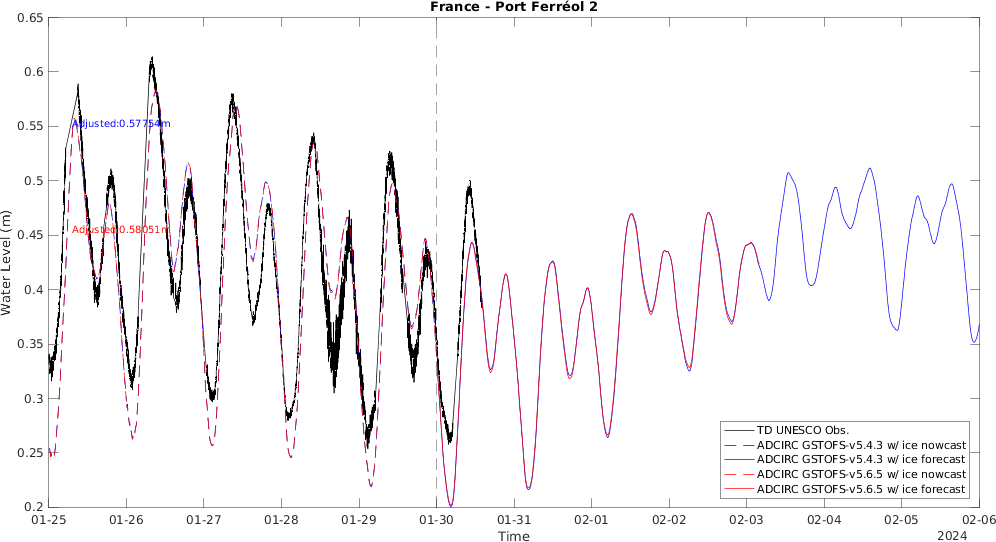 France - Port Ferréol 2
Water Level (m)
0.65
0.6
0.55
0.5
0.45
0.4
0.35
0.3
0.25
0.2
Adjusted:0.57754m
Adjusted:0.58051m
TD UNESCO Obs.
ADCIRC GSTOFS-v5.4.3 w/ ice nowcast
ADCIRC GSTOFS-v5.4.3 w/ ice forecast
ADCIRC GSTOFS-v5.6.5 w/ ice nowcast
ADCIRC GSTOFS-v5.6.5 w/ ice forecast
01-25 01-26 01-27 01-28 01-29 01-30 01-31 02-01 02-02 02-03 02-04 02-05 02-06
Time
2024